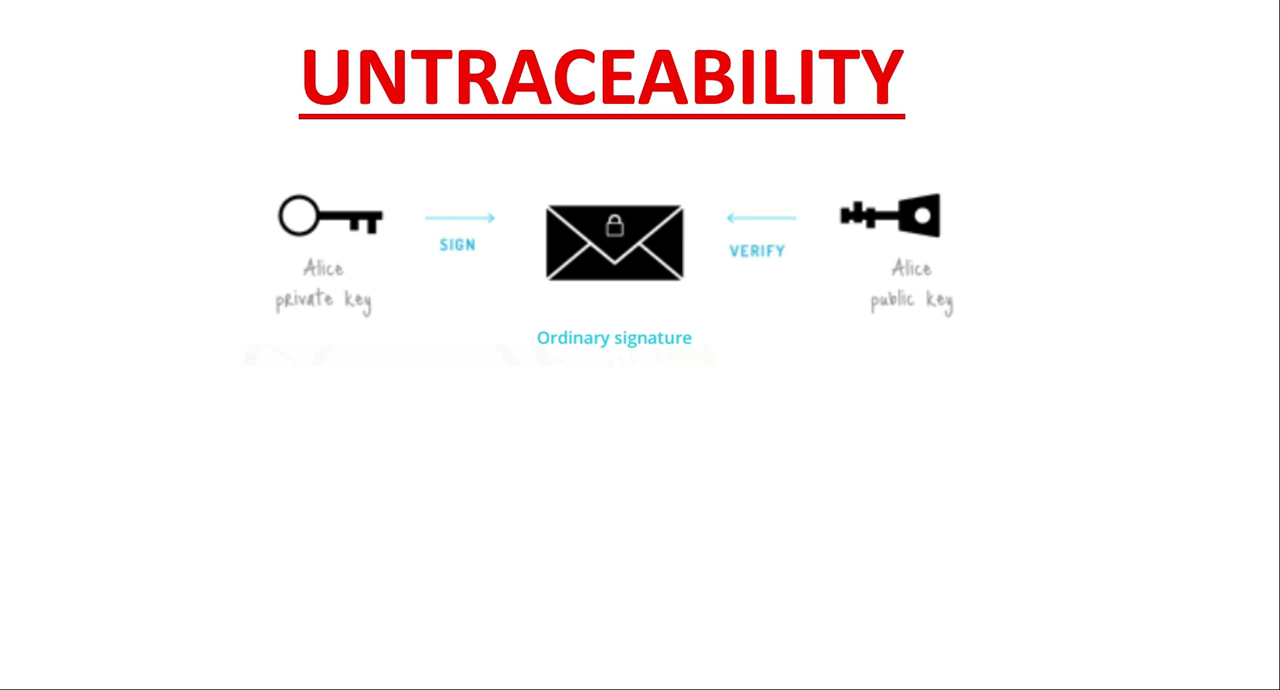 UNTRACEABILITY
SIGN
VERIFY
Alice
private key
Alice
public key
Ordinary signature